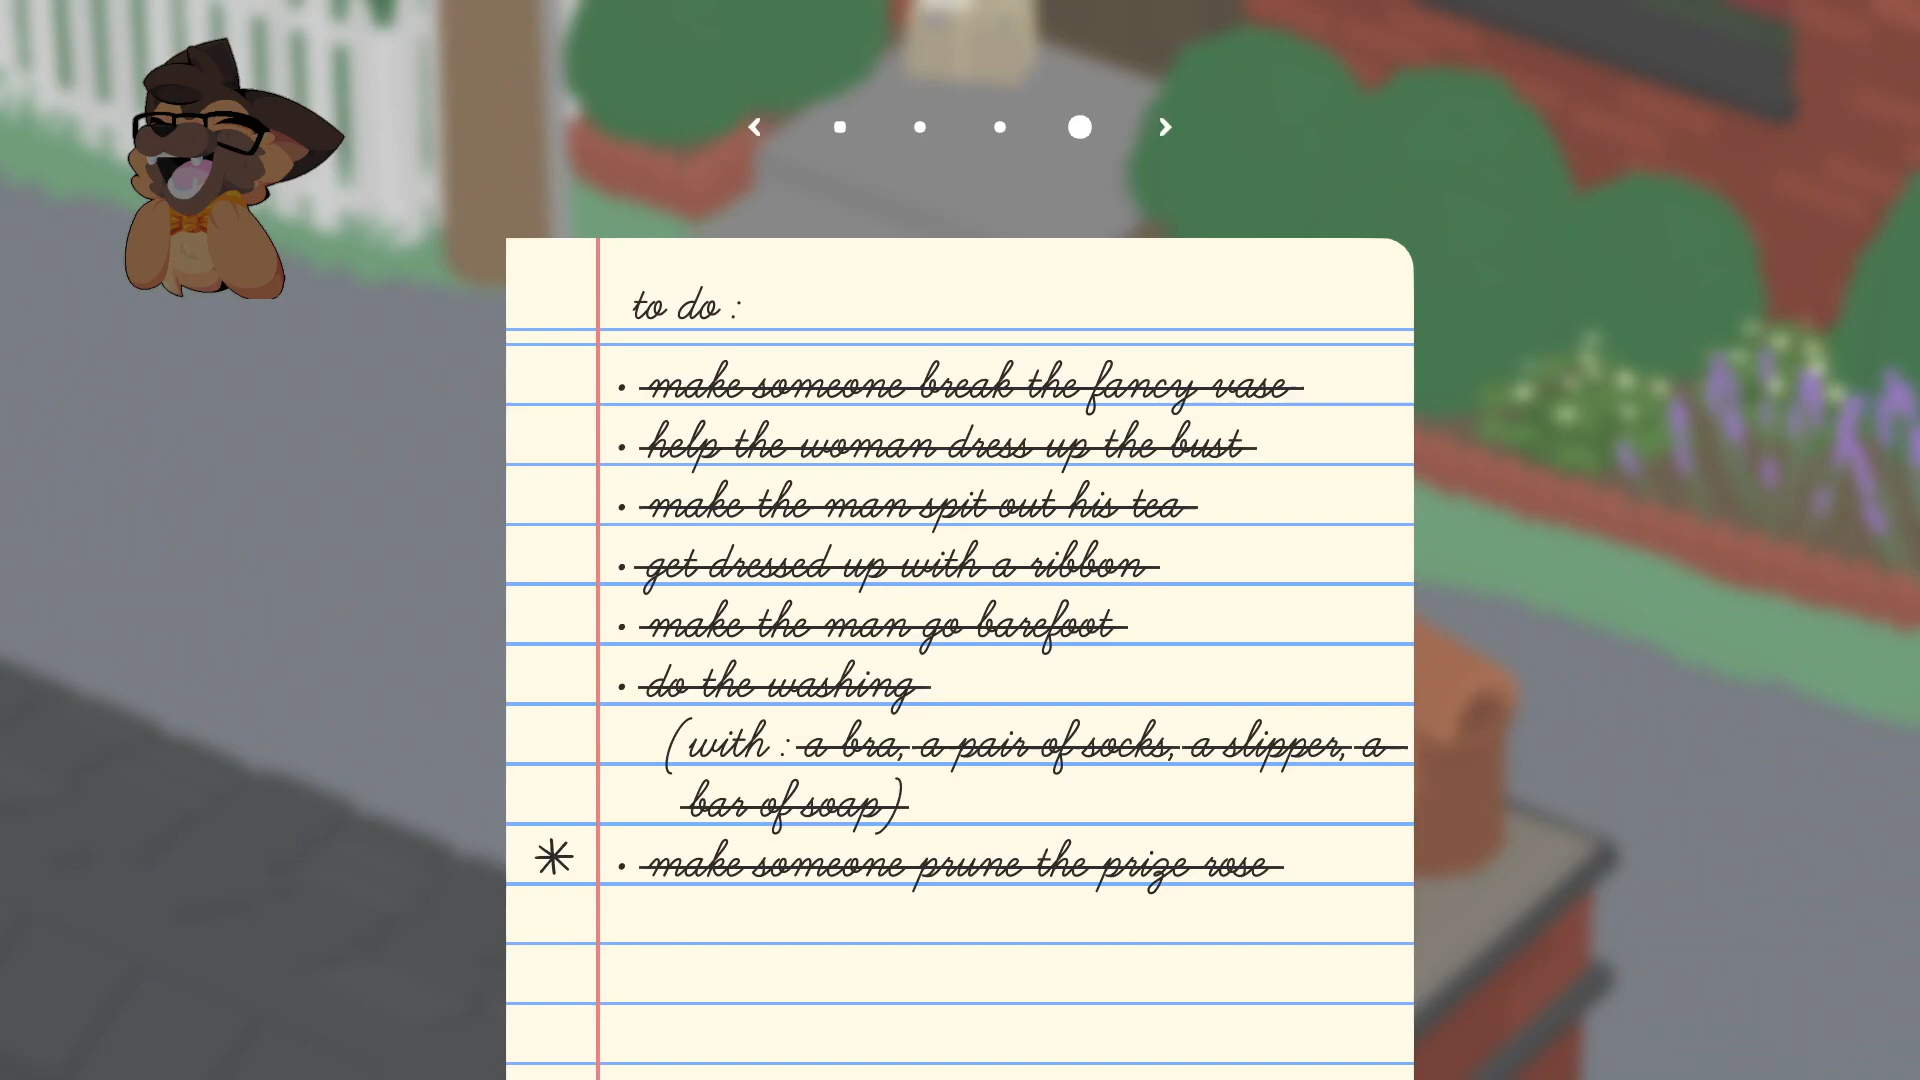 to do :
• make someone break the fancy vase
• help the woman dress up the bust
• make the man spit out his tea
• get dressed up with a ribbon
• make the man go barefoot
• do the washing
(with : a bra, a pair of socks, a slipper, a
bar of soap)
* • make someone prune the prize rose